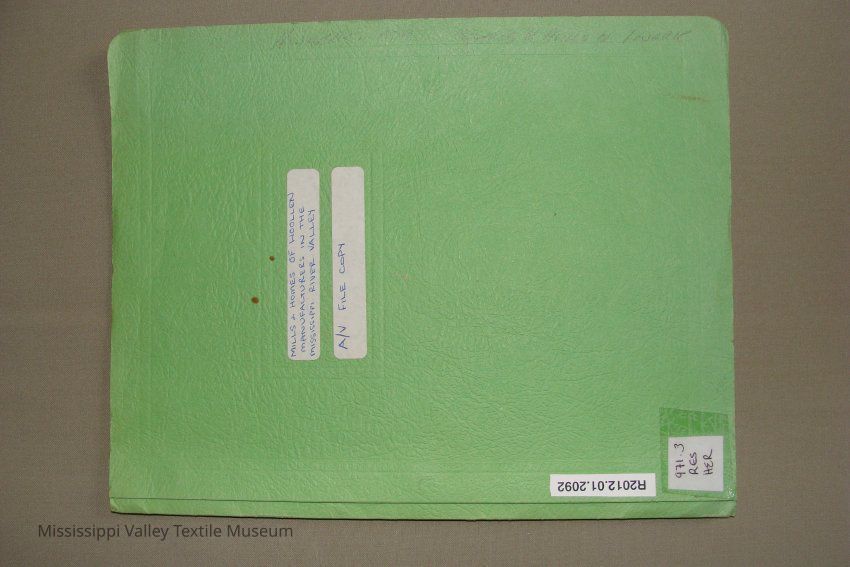 MILLS & HOMES OF WOOLLEN
MANUFACTURERS IN THE
MISSISSIPPI RIVER VALLEY
A/V FILE COPY
971.3
RES
HER
R2012.01.2092
Mississippi Valley Textile Museum